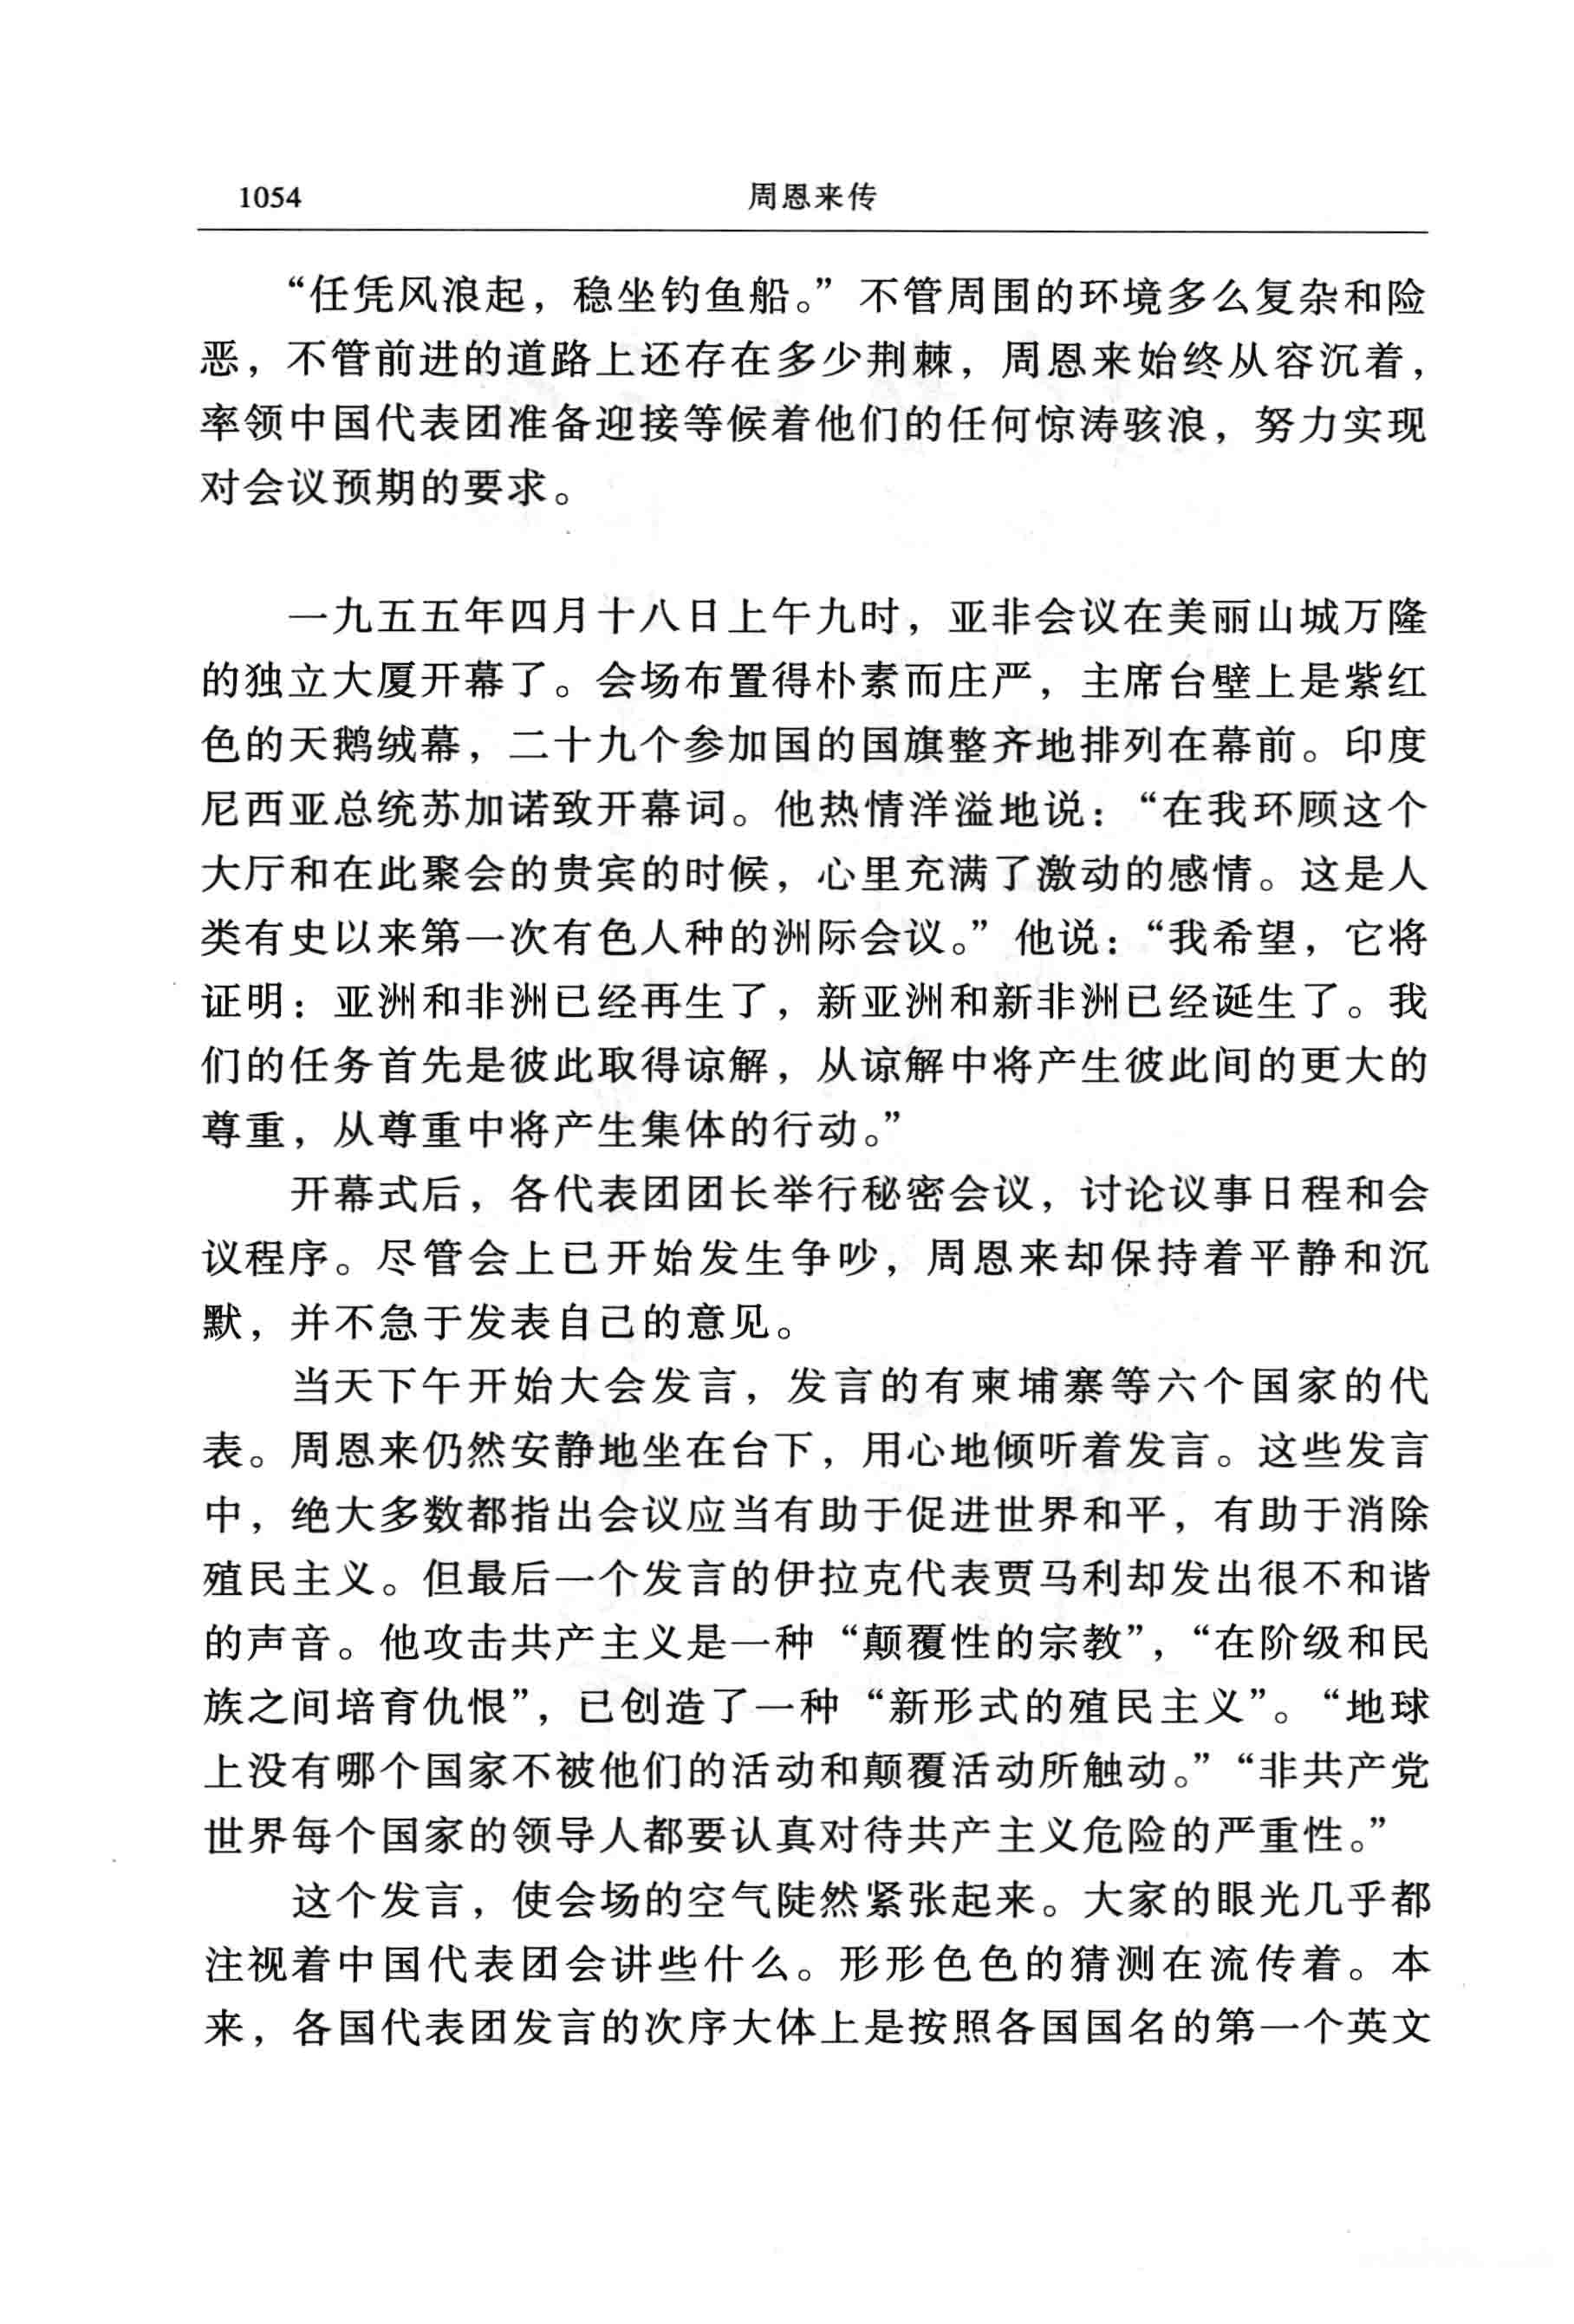 1054
周恩来传
“任凭风浪起，稳坐钓鱼船。”不管周围的环境多么复杂和险
恶，不管前进的道路上还存在多少荆棘，周恩来始终从容沉着，
率领中国代表团准备迎接等候着他们的任何惊涛骇浪，努力实现
对会议预期的要求。
一九五五年四月十八日上午九时，亚非会议在美丽山城万隆
的独立大厦开幕了。会场布置得朴素而庄严，主席台壁上是紫红
色的天鹅绒幕，二十九个参加国的国旗整齐地排列在幕前。印度
尼西亚总统苏加诺致开幕词。他热情洋溢地说：“在我环顾这个
大厅和在此聚会的贵宾的时候，心里充满了激动的感情。这是人
类有史以来第一次有色人种的洲际会议。”他说：“我希望，它将
证明：亚洲和非洲已经再生了，新亚洲和新非洲已经诞生了。我
们的任务首先是彼此取得谅解，从谅解中将产生彼此间的更大的
尊重，从尊重中将产生集体的行动。”
开幕式后，各代表团团长举行秘密会议，讨论议事日程和会
议程序。尽管会上已开始发生争吵，周恩来却保持着平静和沉
默，并不急于发表自己的意见。
当天下午开始大会发言，发言的有柬埔寨等六个国家的代
表。周恩来仍然安静地坐在台下，用心地倾听着发言。这些发言
中，绝大多数都指出会议应当有助于促进世界和平，有助于消除
殖民主义。但最后一个发言的伊拉克代表贾马利却发出很不和谐
的声音。他攻击共产主义是一种“颠覆性的宗教”，“在阶级和民
族之间培育仇恨”，已创造了一种“新形式的殖民主义”。“地球
上没有哪个国家不被他们的活动和颠覆活动所触动。”“非共产党
世界每个国家的领导人都要认真对待共产主义危险的严重性。”
这个发言，使会场的空气陡然紧张起来。大家的眼光几乎都
注视着中国代表团会讲些什么。形形色色的猜测在流传着。本
来，各国代表团发言的次序大体上是按照各国国名的第一个英文